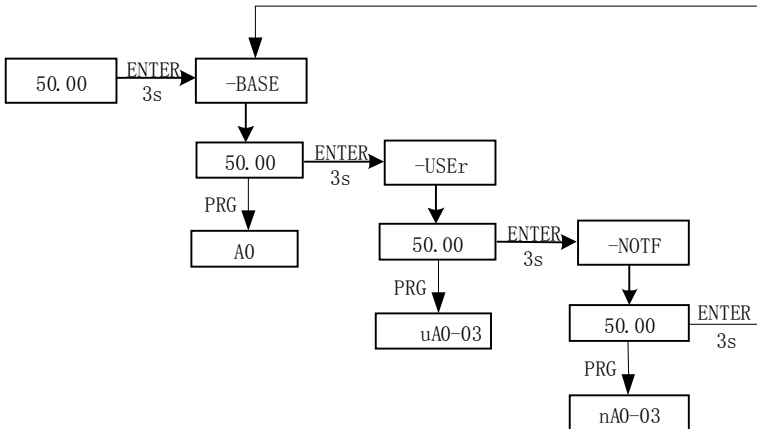 50.00
ENTER
3s
-BASE
50.00
ENTER
3s
-USEr
PRG
A0
50.00
ENTER
3s
-NOTF
PRG
uA0-03
50.00
ENTER
3s
PRG
nA0-03